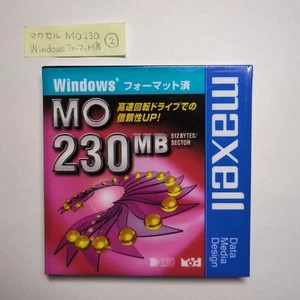 マクセル MO230
Windowsフォーマット済
②
Windows® フォーマット済
MO
高速回転ドライブでの
信頼性UP!
230MB
512BYTES/
SECTOR
maxell
Data
Media
Design
230